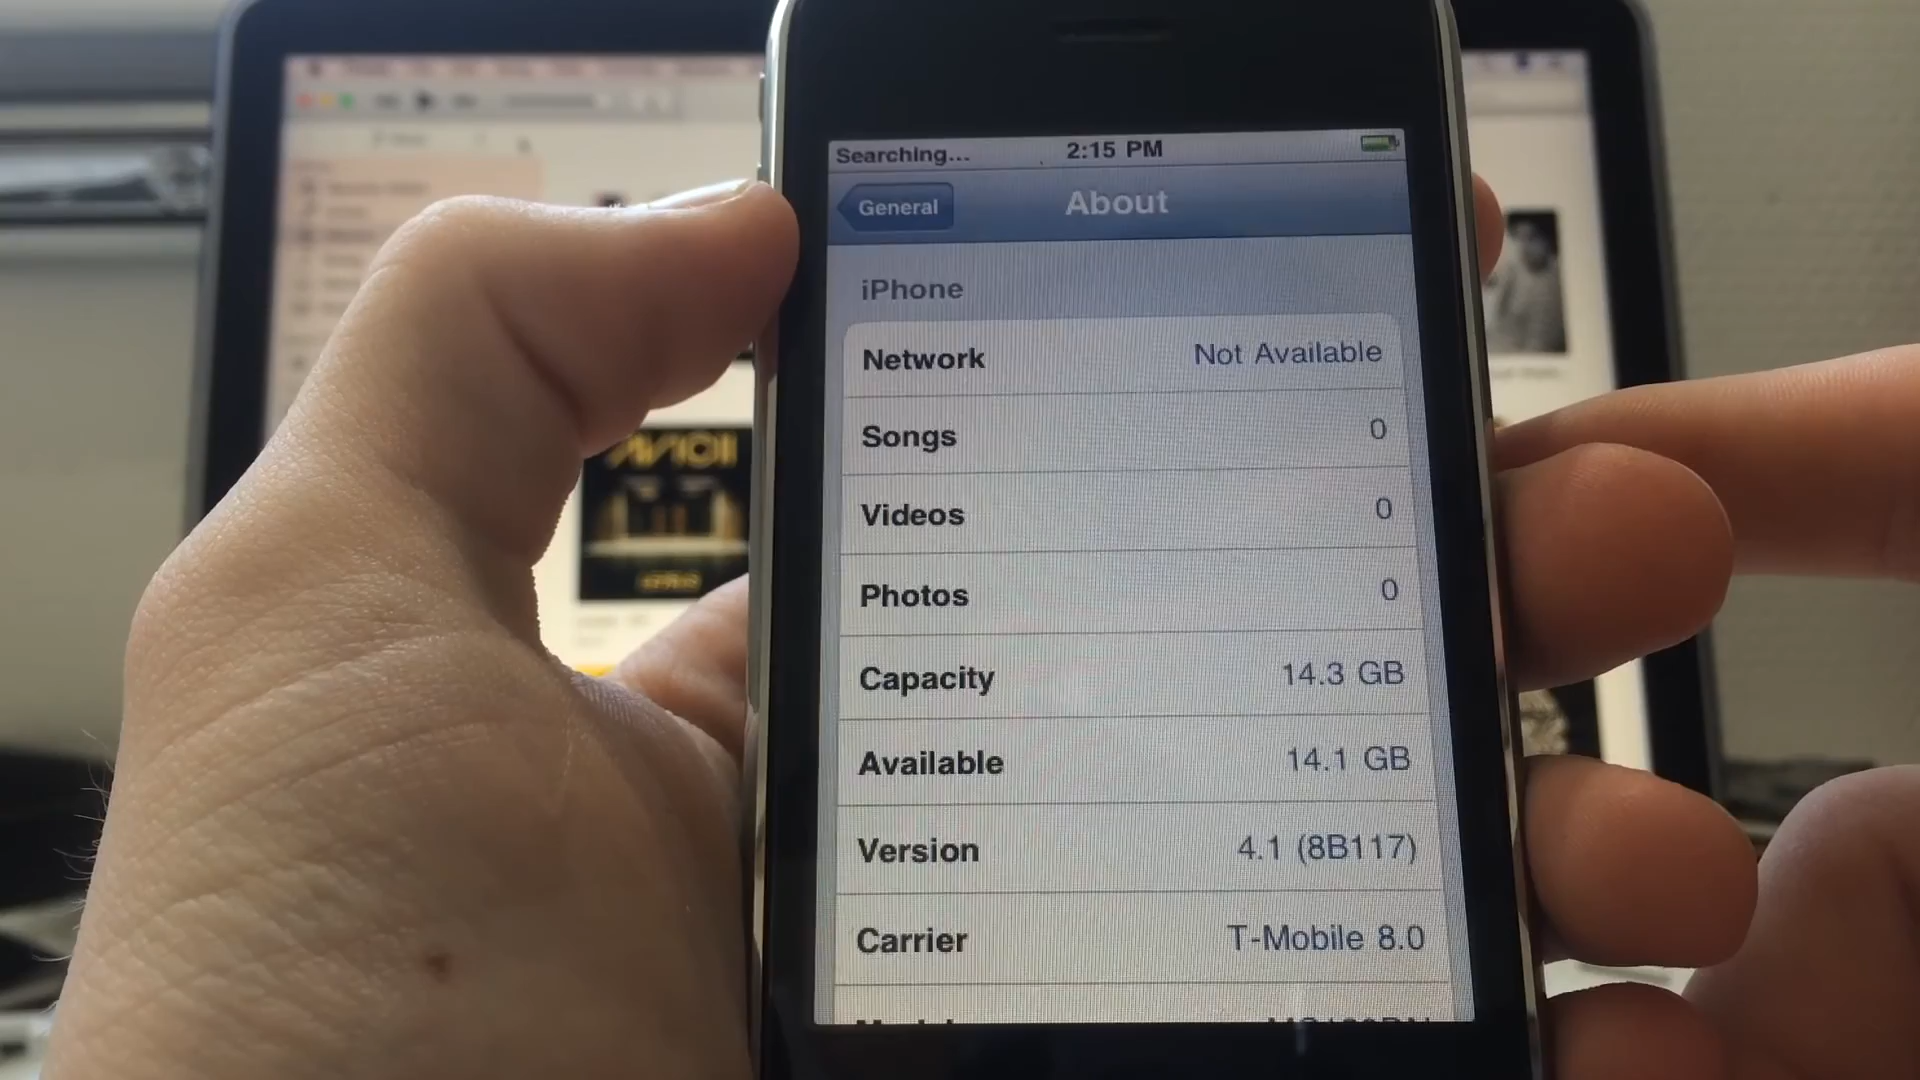 Searching...
2:15 PM
General
About
iPhone
Network
Not Available
Songs
0
Videos
0
Photos
0
Capacity
14.3 GB
Available
14.1 GB
Version
4.1 (8B117)
Carrier
T-Mobile 8.0
AVICII